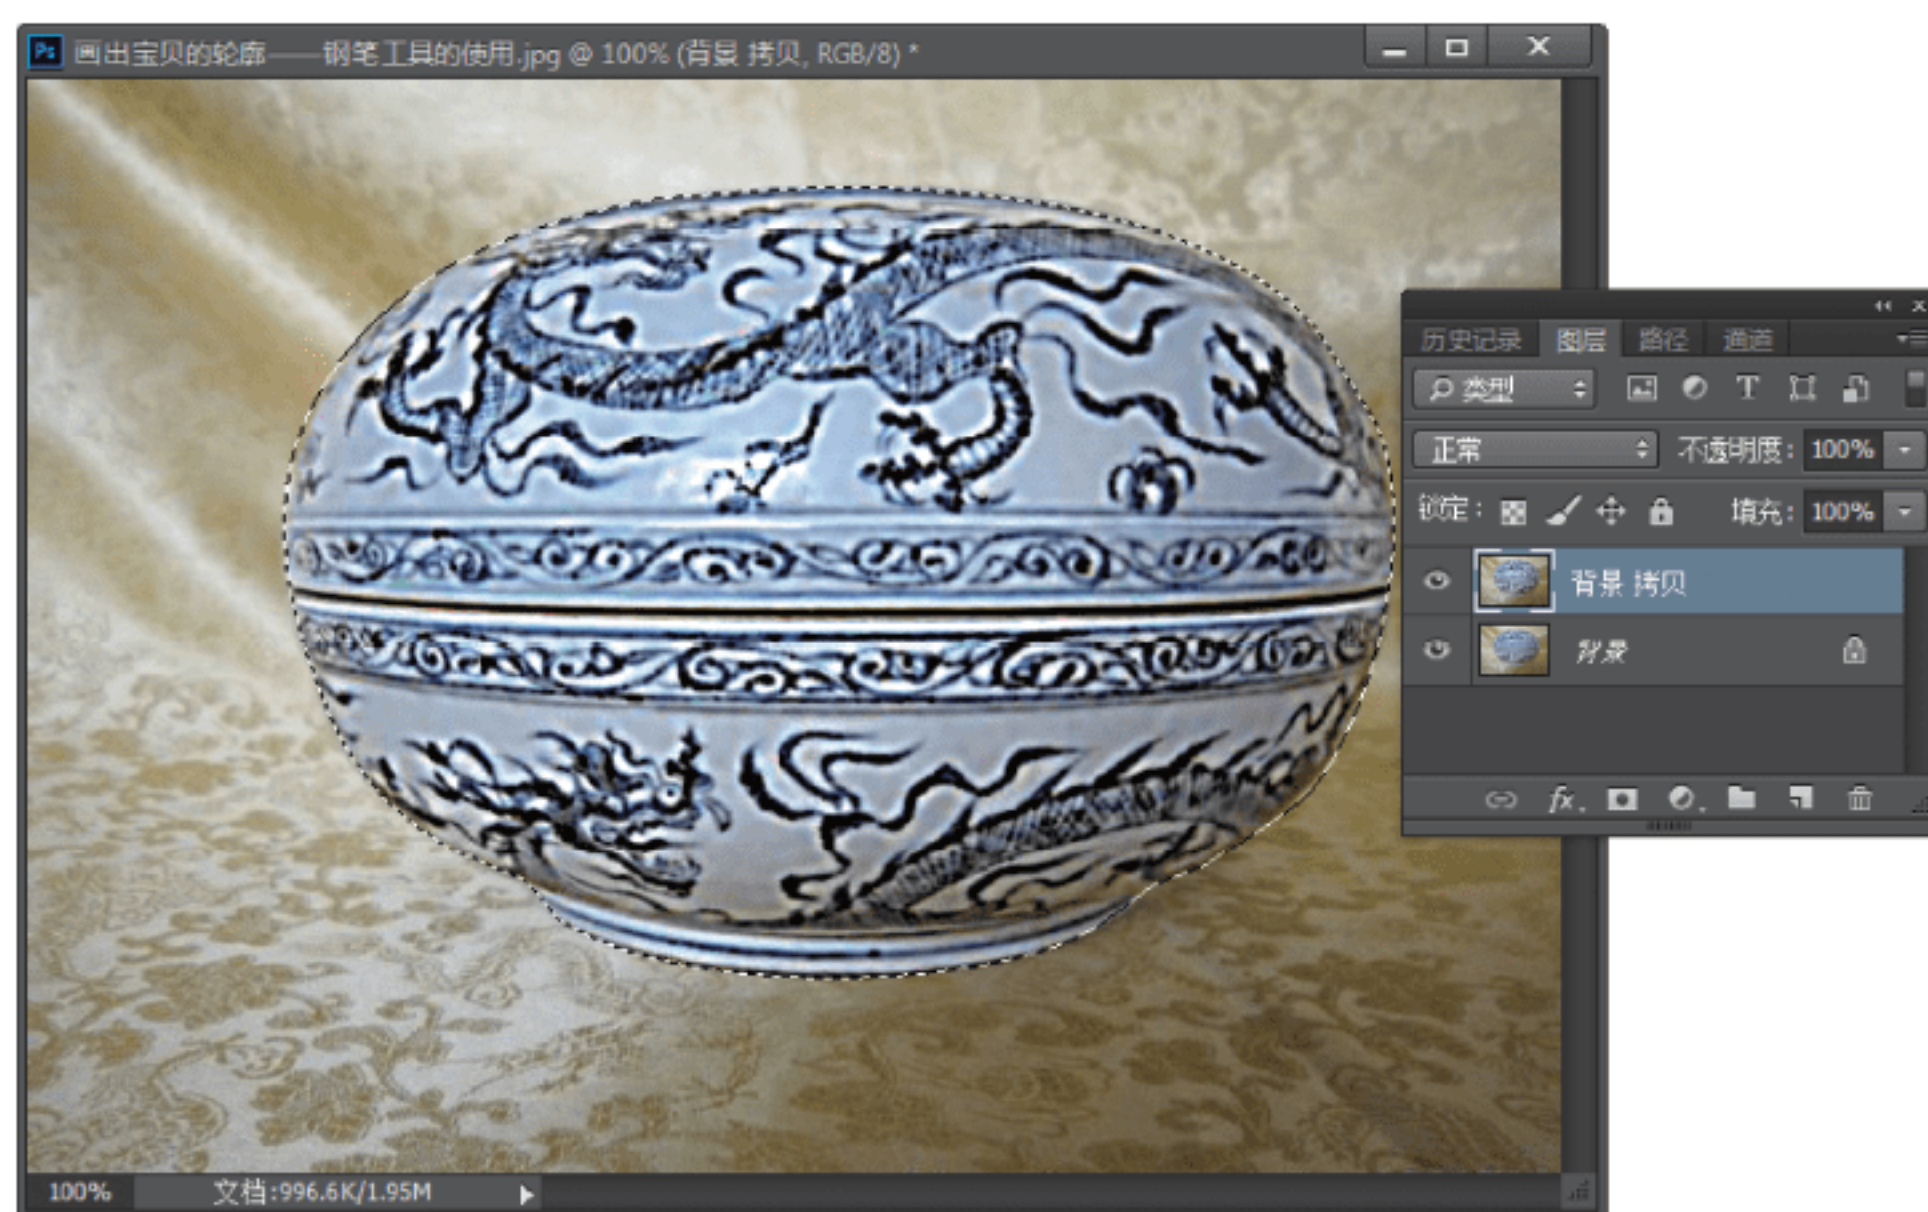 Ps 画出宝贝的轮廓——钢笔工具的使用.jpg @ 100% (背景 拷贝, RGB/8) *
历史记录 图层 路径 通道
类型 T
正常 不透明度: 100%
锁定: 填充: 100%
背景 拷贝
背景
fx.
100% 文档:996.6K/1.95M